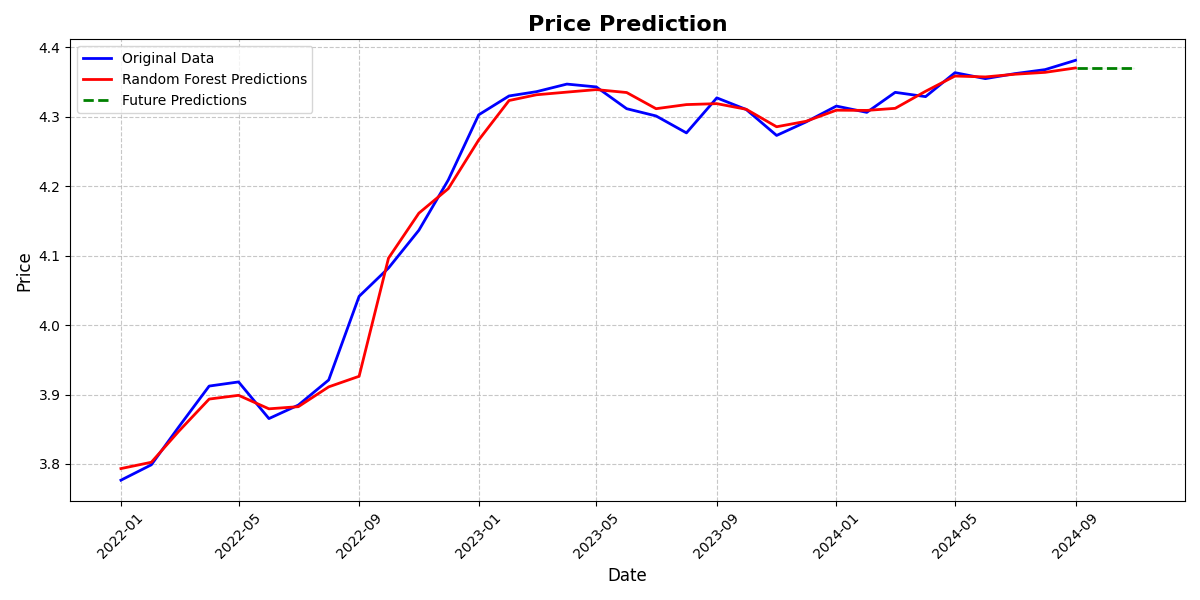 Price Prediction
Original Data
Random Forest Predictions
Future Predictions
Price
4.4
4.3
4.2
4.1
4.0
3.9
3.8
2022-01
2022-05
2022-09
2023-01
2023-05
2023-09
2024-01
2024-05
2024-09
Date